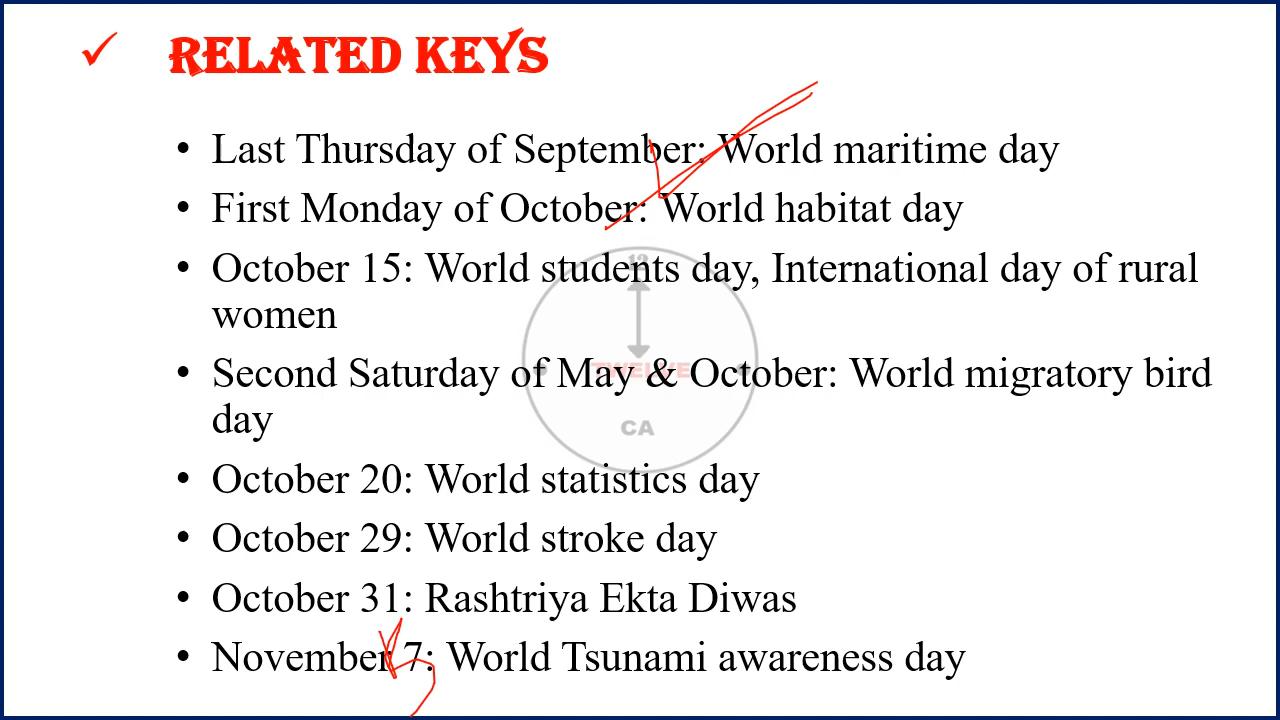 ✓ RELATED KEYS
• Last Thursday of September: World maritime day
• First Monday of October: World habitat day
• October 15: World students day, International day of rural
women
• Second Saturday of May & October: World migratory bird
day
• October 20: World statistics day
• October 29: World stroke day
• October 31: Rashtriya Ekta Diwas
• November 7: World Tsunami awareness day
5
12
TWELVE
CA